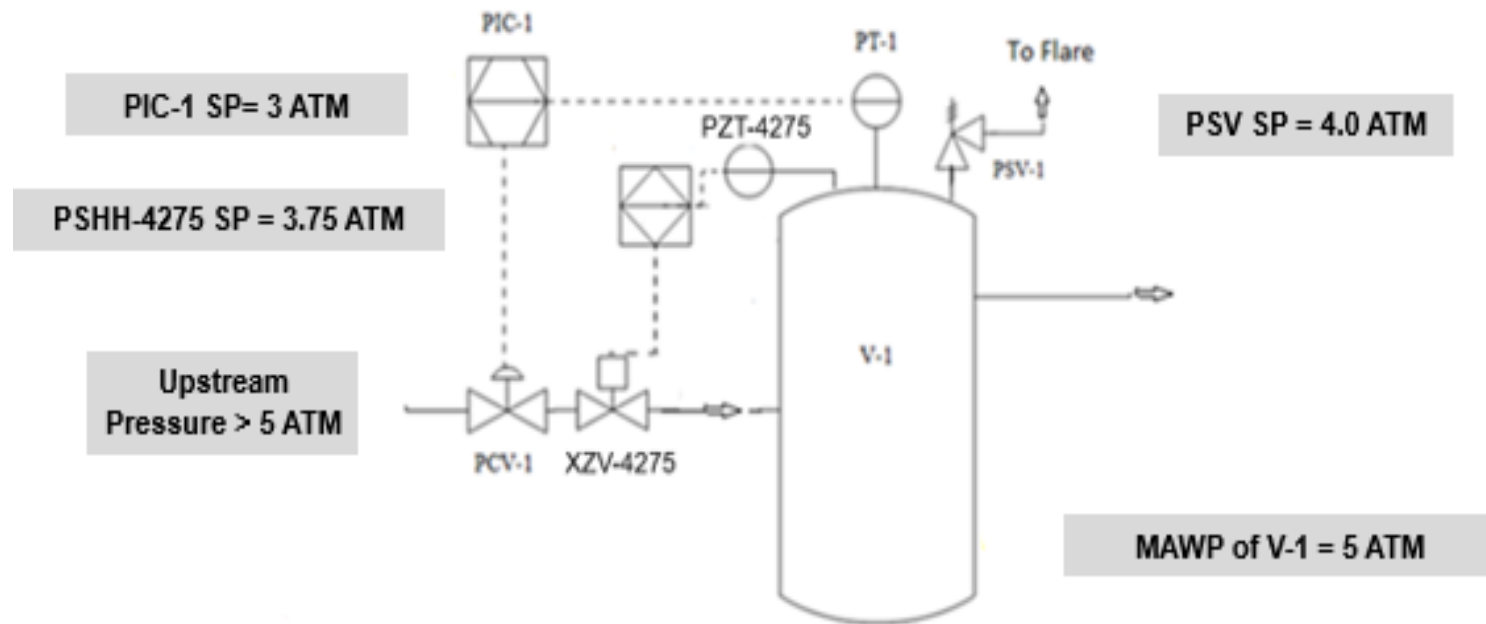 PIC-1
PT-1
To Flare
PIC-1 SP= 3 ATM
PZT-4275
PSV SP = 4.0 ATM
PSV-1
PSHH-4275 SP = 3.75 ATM
V-1
Upstream
Pressure > 5 ATM
PCV-1
XZV-4275
MAWP of V-1 = 5 ATM